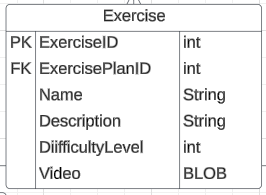 Exercise
PK ExerciseID int
FK ExercisePlanID int
Name String
Description String
DiifficultyLevel int
Video BLOB